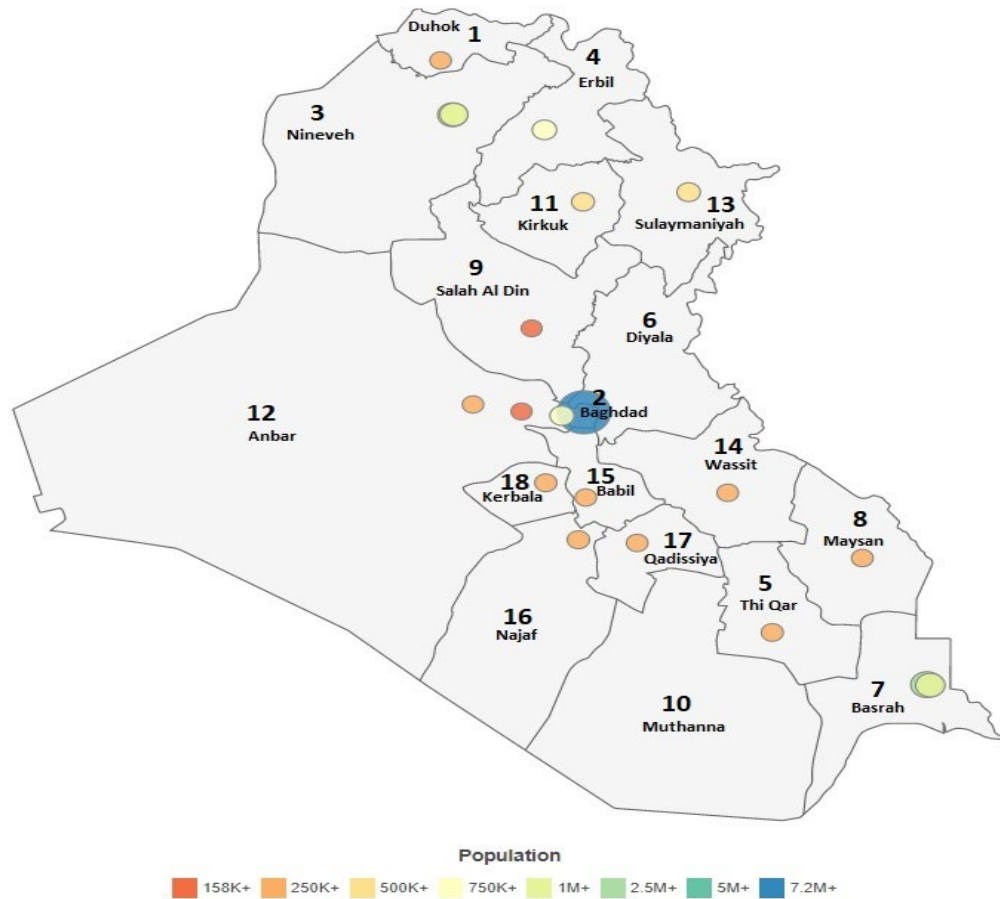 Duhok 1
4
Erbil
3
Nineveh
11
Kirkuk
13
Sulaymaniyah
9
Salah Al Din
6
Diyala
2
Baghdad
12
Anbar
14
Wassit
18
Kerbala
15
Babil
8
Maysan
17
Qadissiya
5
Thi Qar
16
Najaf
7
Basrah
10
Muthanna
Population
158K+ 250K+ 500K+ 750K+ 1M+ 2.5M+ 5M+ 7.2M+